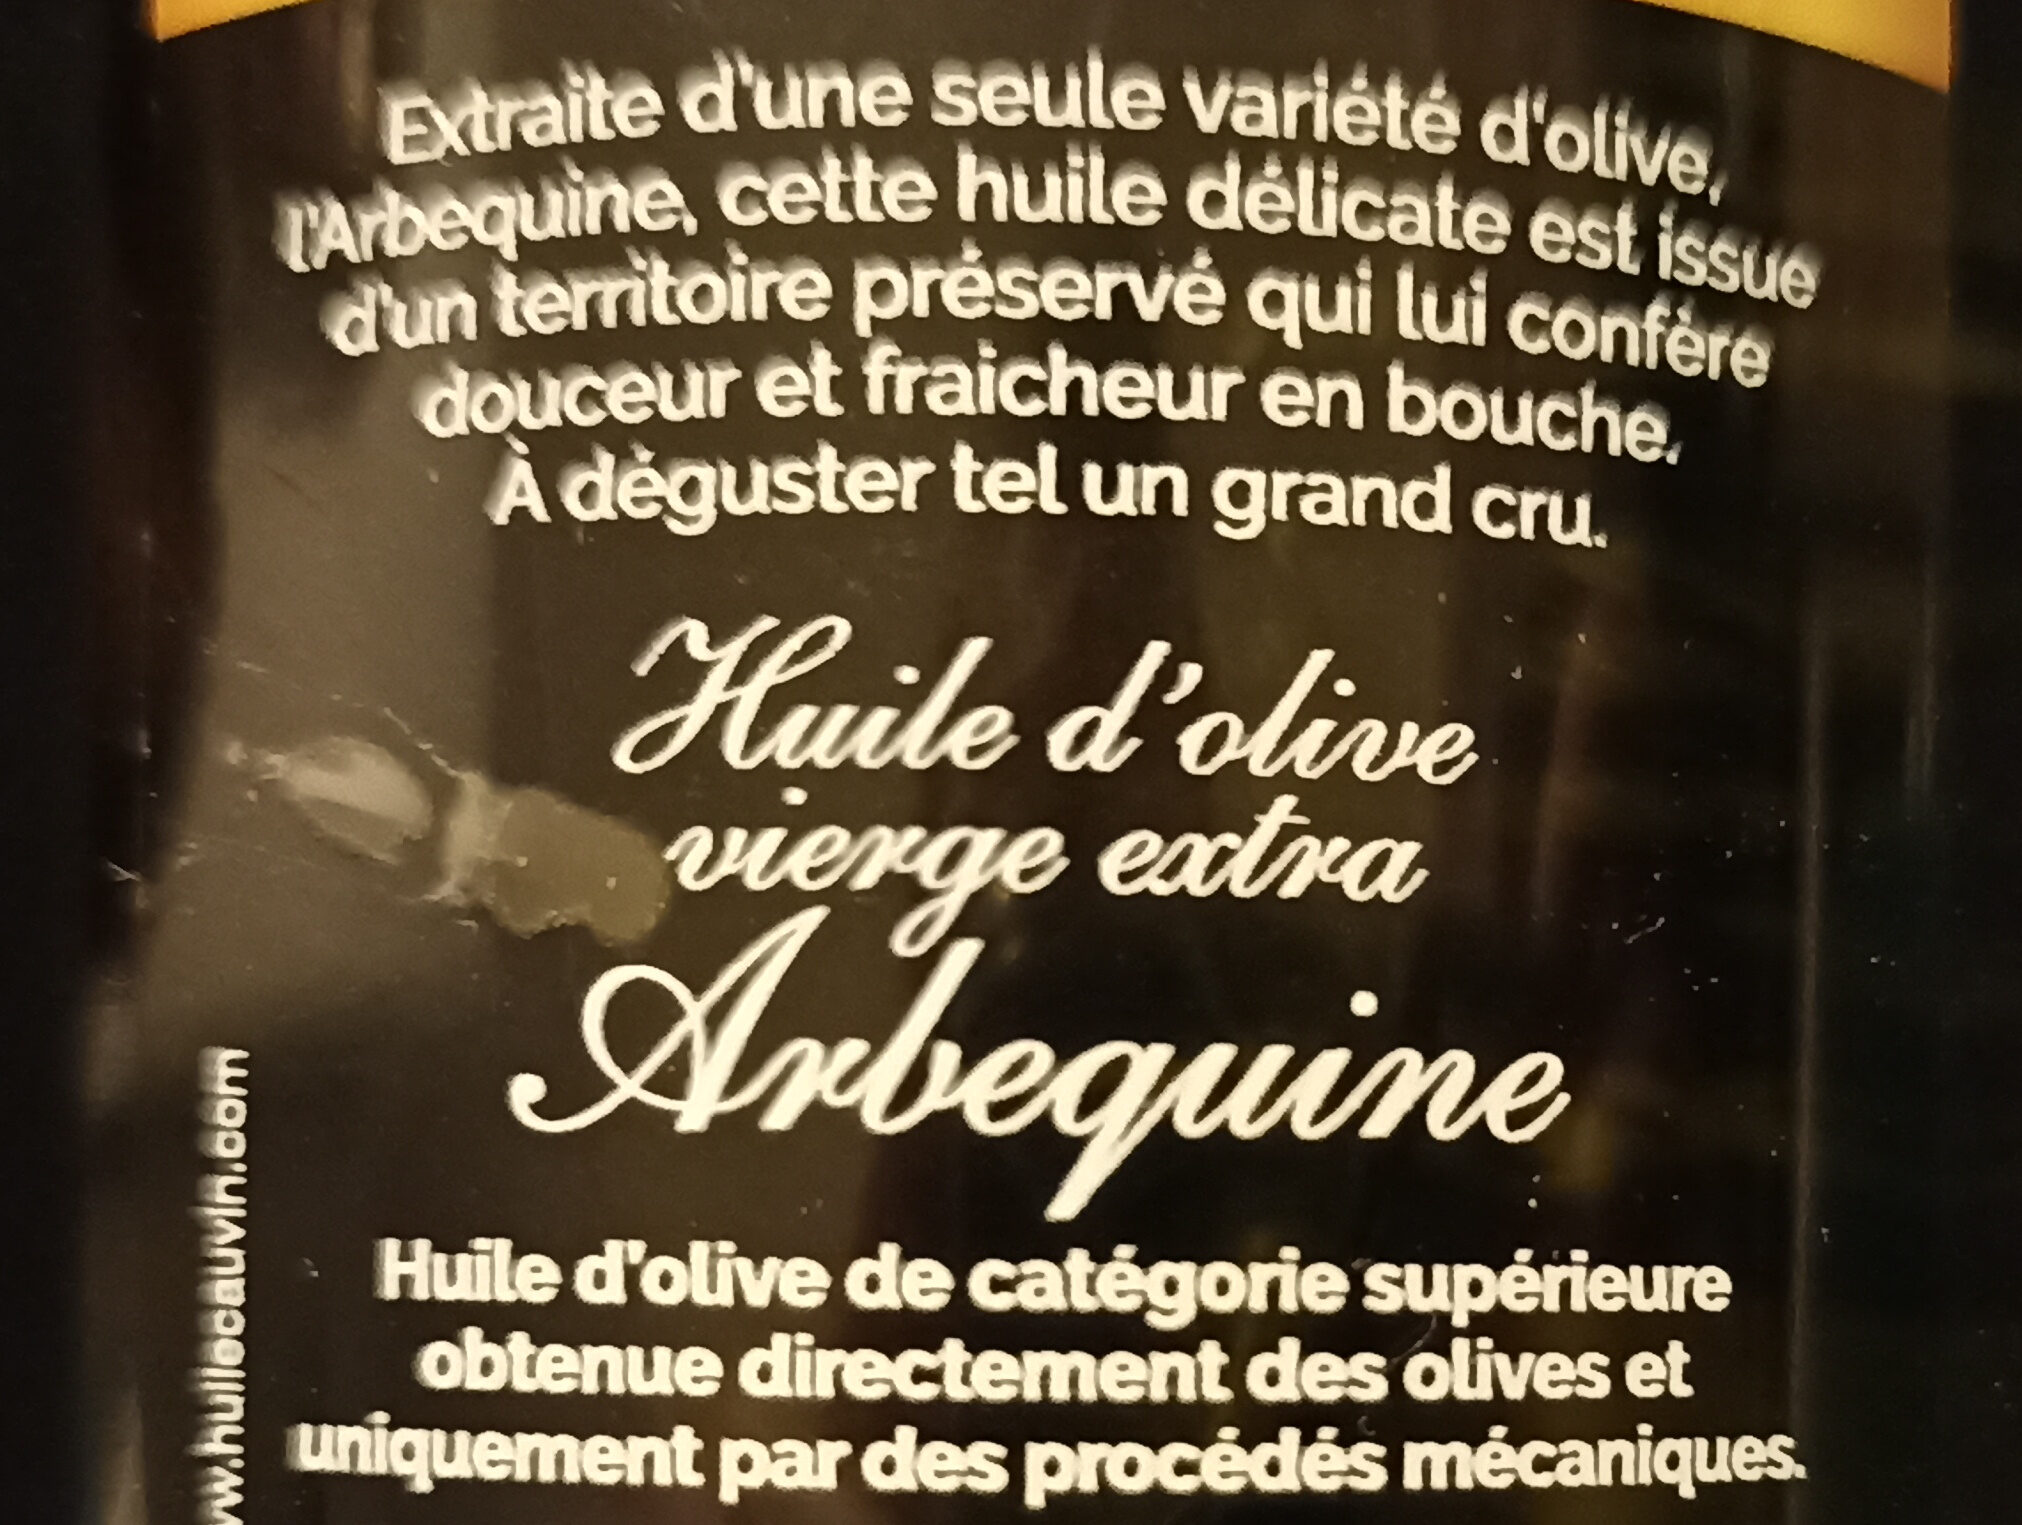 Extraite d'une seule variété d'olive,
l'Arbequine, cette huile délicate est issue
d'un territoire préservé qui lui confère
douceur et fraicheur en bouche.
À déguster tel un grand cru.
Huile d'olive
vierge extra
Arbequine
Huile d'olive de catégorie supérieure
obtenue directement des olives et
uniquement par des procédés mécaniques.
w.huilecauvin.com